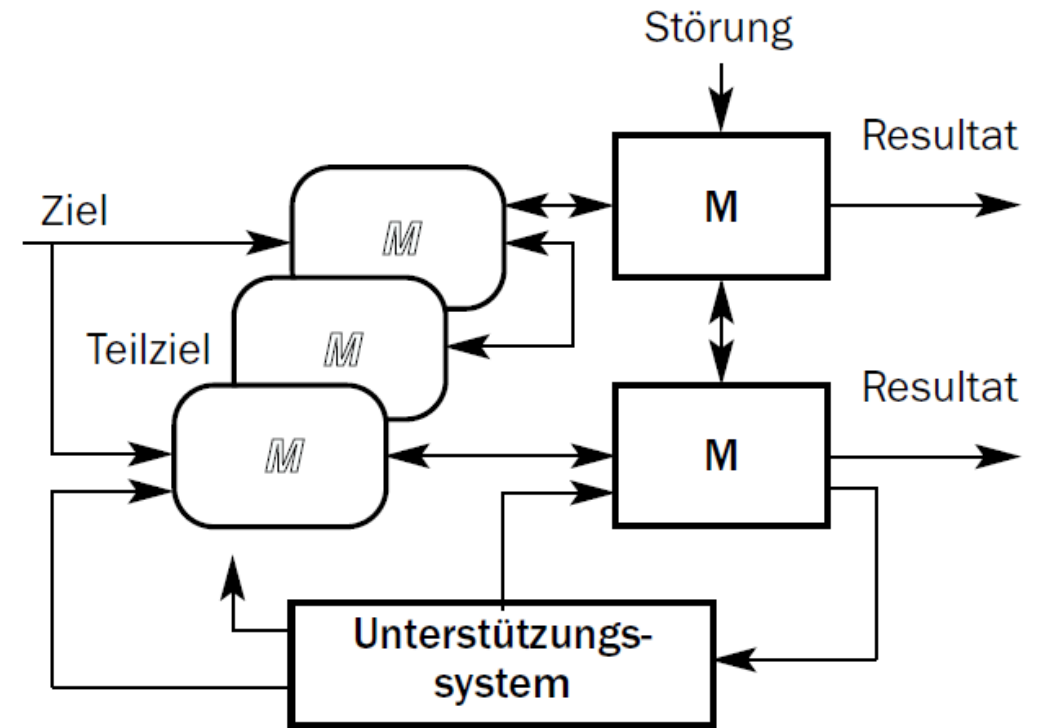 Störung
Resultat
Ziel
M
M
Teilziel
M
Resultat
M
M
Unterstützungs-
system